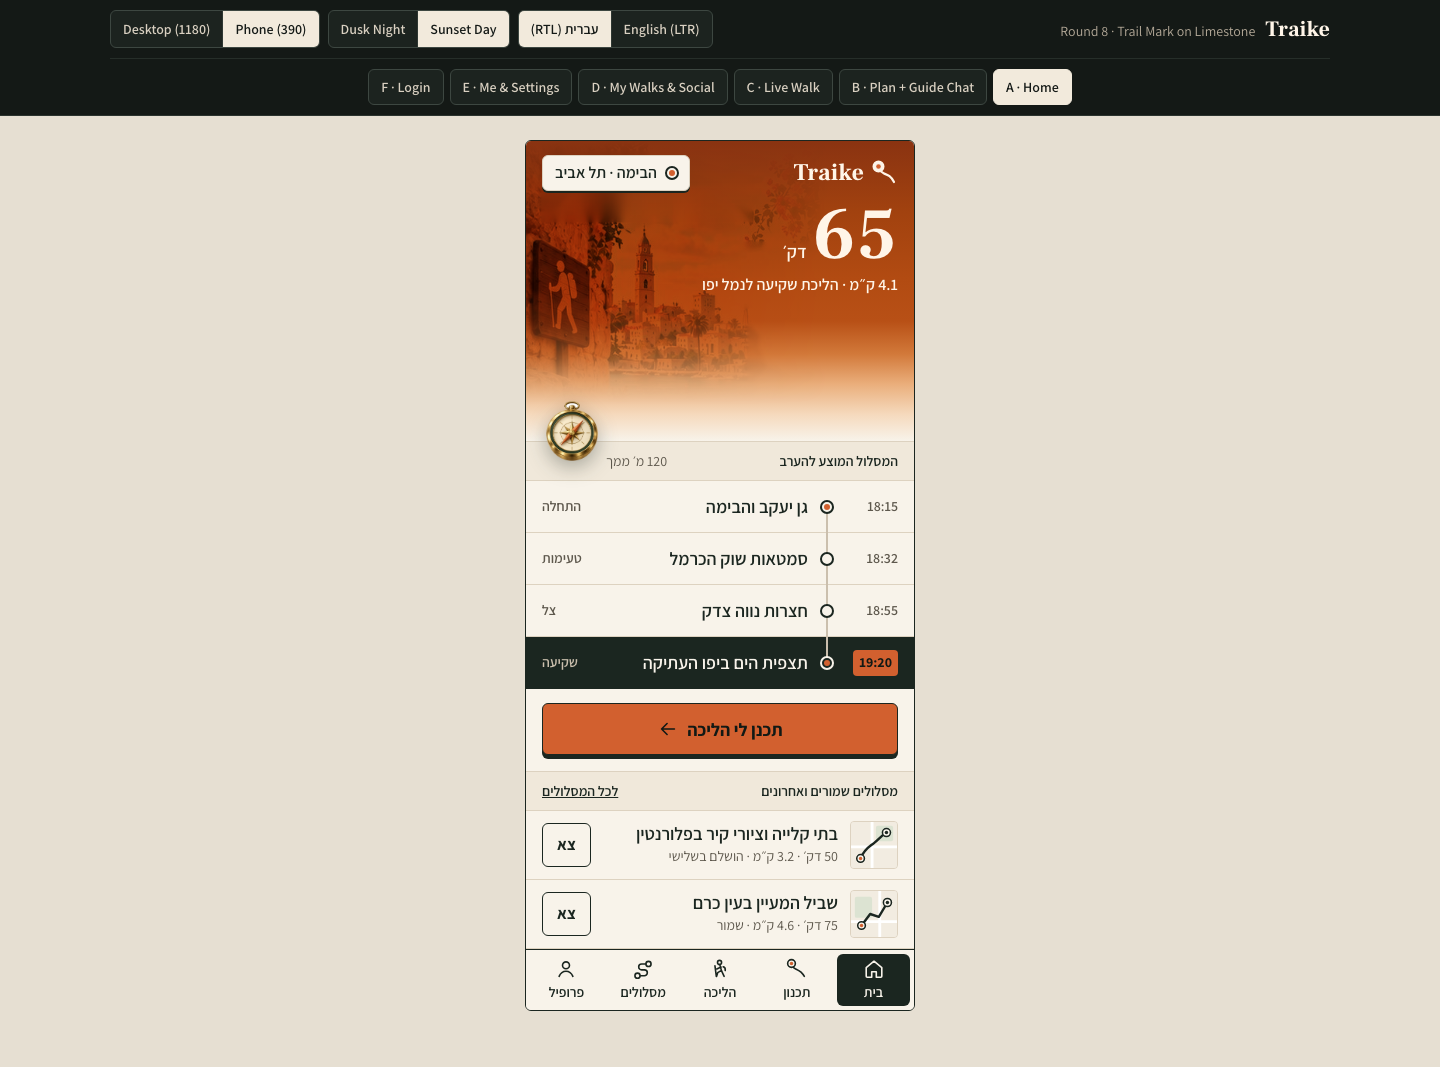 Desktop (1180)
Phone (390)
Dusk Night
Sunset Day
עברית (RTL)
English (LTR)
Round 8 · Trail Mark on Limestone
Traike
F · Login
E · Me & Settings
D · My Walks & Social
C · Live Walk
B · Plan + Guide Chat
A · Home
Traike
הבימה · תל אביב
65 דק׳
4.1 ק״מ · הליכת שקיעה לנמל יפו
המסלול המוצע להערב
120 מ׳ ממך
18:15 גן יעקב והבימה התחלה
18:32 סמטאות שוק הכרמל טעימות
18:55 חצרות נווה צדק צל
19:20 תצפית הים ביפו העתיקה שקיעה
תכנן לי הליכה ←
מסלולים שמורים ואחרונים
לכל המסלולים
בתי קלייה וציורי קיר בפלורנטין
50 דק׳ · 3.2 ק״מ · הושלם בשלישי
צא
שביל המעיין בעין כרם
75 דק׳ · 4.6 ק״מ · שמור
צא
בית
תכנון
הליכה
מסלולים
פרופיל